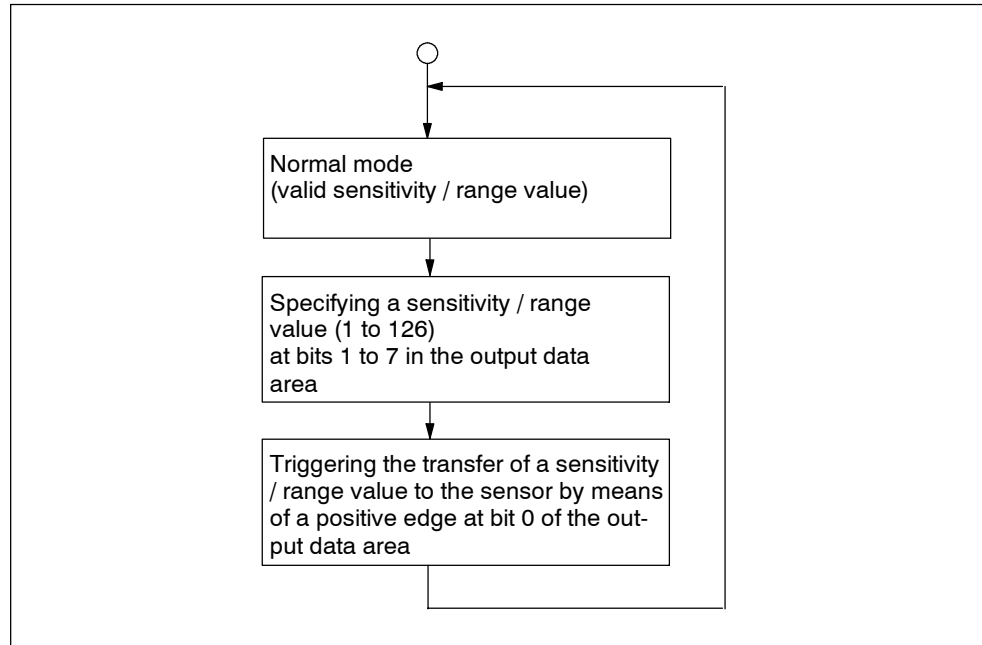 Normal mode
(valid sensitivity / range value)
Specifying a sensitivity / range
value (1 to 126)
at bits 1 to 7 in the output data
area
Triggering the transfer of a sensitivity
/ range value to the sensor by means
of a positive edge at bit 0 of the out-
put data area